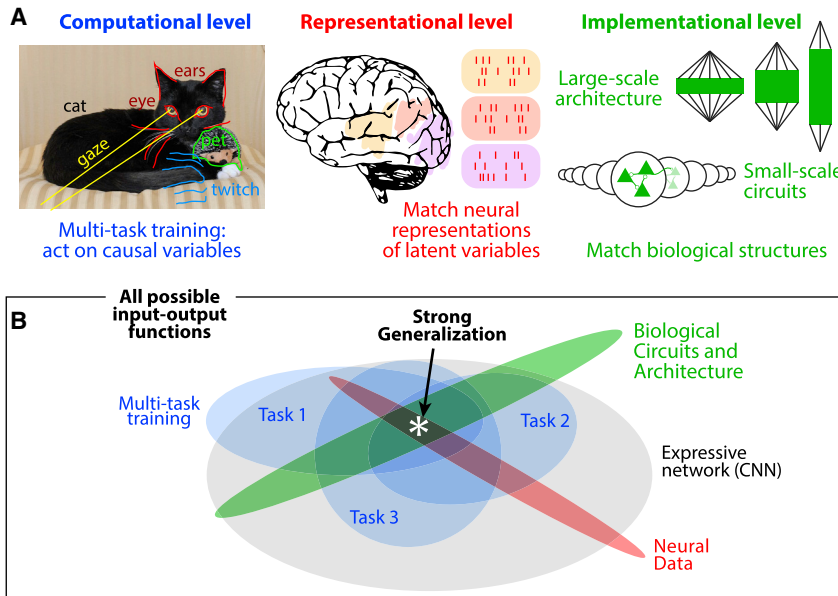 A
Computational level
Representational level
Implementational level
ears
cat
eye
gaze
pet
twitch
Multi-task training:
act on causal variables
Match neural
representations
of latent variables
Large-scale
architecture
Small-scale
circuits
Match biological structures
B
All possible
input-output
functions
Strong
Generalization
Biological
Circuits and
Architecture
Multi-task
training
Task 1
Task 2
*
Expressive
network (CNN)
Task 3
Neural
Data